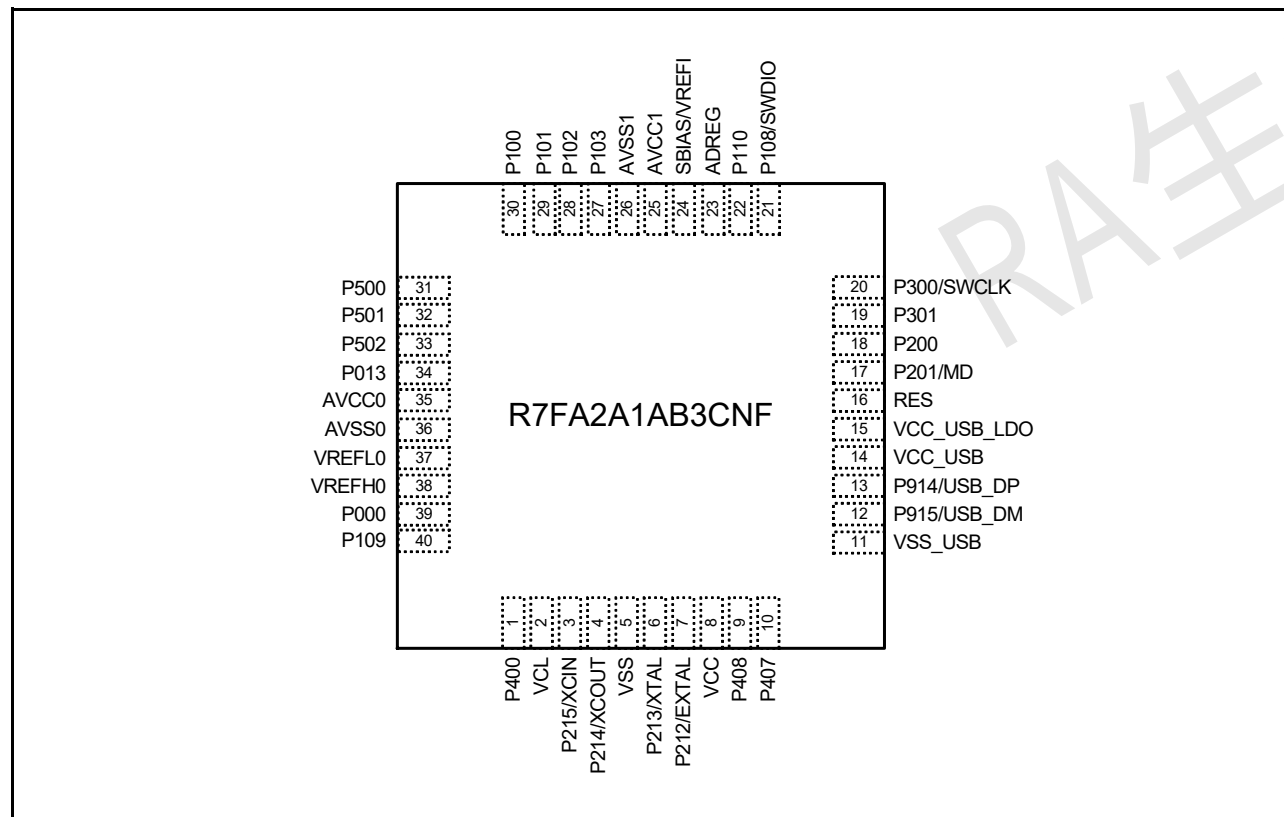 P100
P101
P102
P103
AVSS1
AVCC1
SBIAS/VREFI
ADREG
P110
P108/SWDIO
30
29
28
27
26
25
24
23
22
21
RA生
P500 31
P501 32
P502 33
P013 34
AVCC0 35
AVSS0 36
VREFL0 37
VREFH0 38
P000 39
P109 40
R7FA2A1AB3CNF
20 P300/SWCLK
19 P301
18 P200
17 P201/MD
16 RES
15 VCC_USB_LDO
14 VCC_USB
13 P914/USB_DP
12 P915/USB_DM
11 VSS_USB
1
2
3
4
5
6
7
8
9
10
P400
VCL
P215/XCIN
P214/XCOUT
VSS
P213/XTAL
P212/EXTAL
VCC
P408
P407